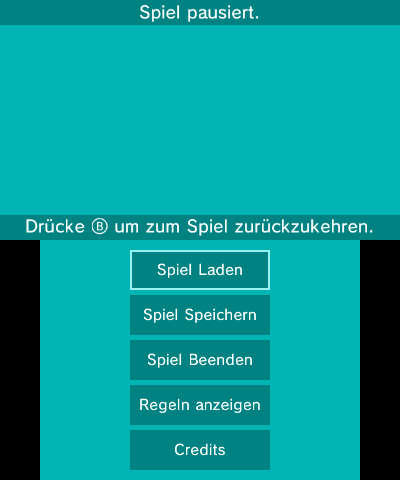 Spiel pausiert.
Drücke Ⓑ um zum Spiel zurückzukehren.
Spiel Laden
Spiel Speichern
Spiel Beenden
Regeln anzeigen
Credits